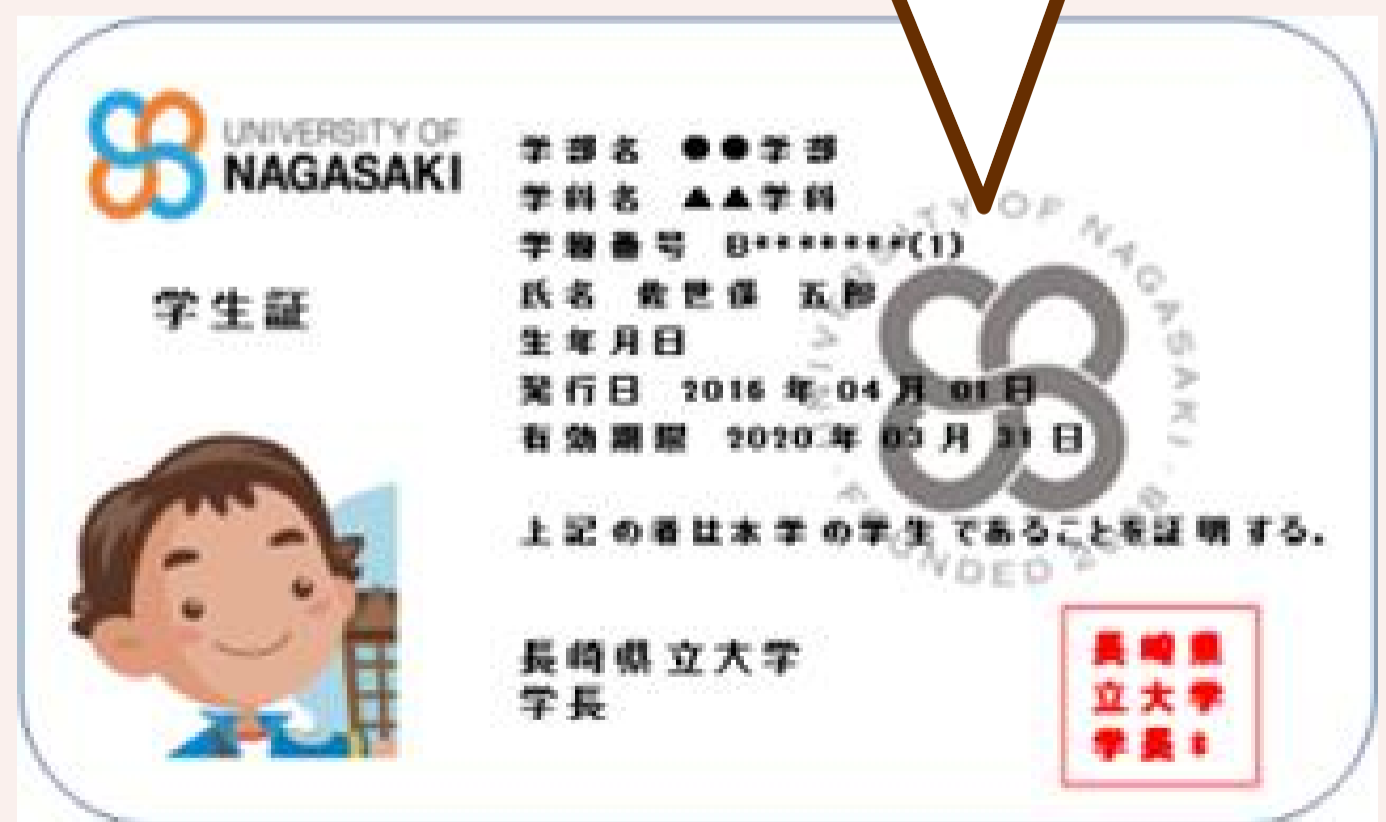 UNIVERSITY OF
NAGASAKI
学生証
学部名 ●●学部
学科名 ▲▲学科
学籍番号 B*******(1)
氏名 佐世保 五郎
生年月日
発行日 2016 年 04 月 01 日
有効期限 2020 年 03 月 31 日
上記の者は本学の学生であることを証明する.
長崎県立大学
学長
UNIVERSITY OF NAGASAKI
FOUNDED
長崎県
立大学
学長